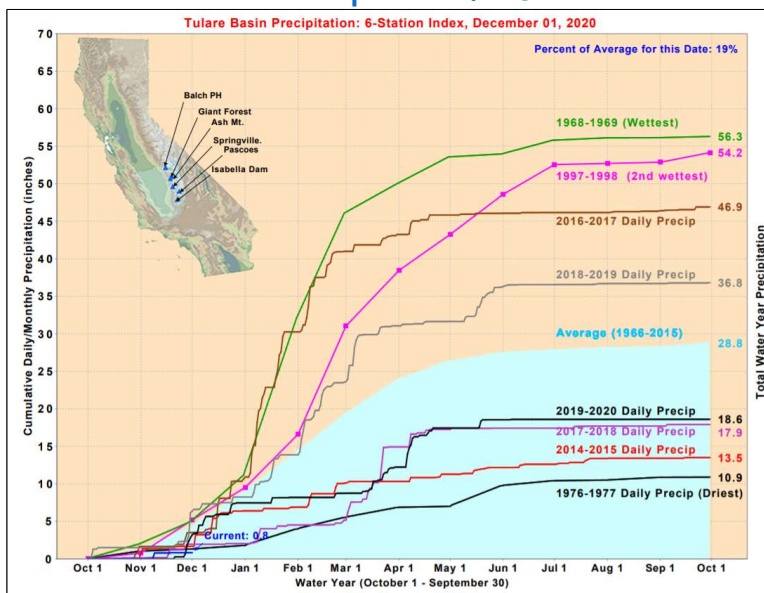 Tulare Basin Precipitation: 6-Station Index, December 01, 2020
Percent of Average for this Date: 19%
Cumulative Daily/Monthly Precipitation (inches)
Total Water Year Precipitation
70
65
60
55
50
45
40
35
30
25
20
15
10
5
0
Balch PH
Giant Forest
Ash Mt.
Springville.
Pascoes
Isabella Dam
1968-1969 (Wettest)
56.3
1997-1998 (2nd wettest)
54.2
2016-2017 Daily Precip
46.9
2018-2019 Daily Precip
36.8
Average (1966-2015)
28.8
2019-2020 Daily Precip
18.6
2017-2018 Daily Precip
17.9
2014-2015 Daily Precip
13.5
10.9
1976-1977 Daily Precip (Driest)
Current: 0.8
Oct 1 Nov 1 Dec 1 Jan 1 Feb 1 Mar 1 Apr 1 May 1 Jun 1 Jul 1 Aug 1 Sep 1 Oct 1
Water Year (October 1 - September 30)